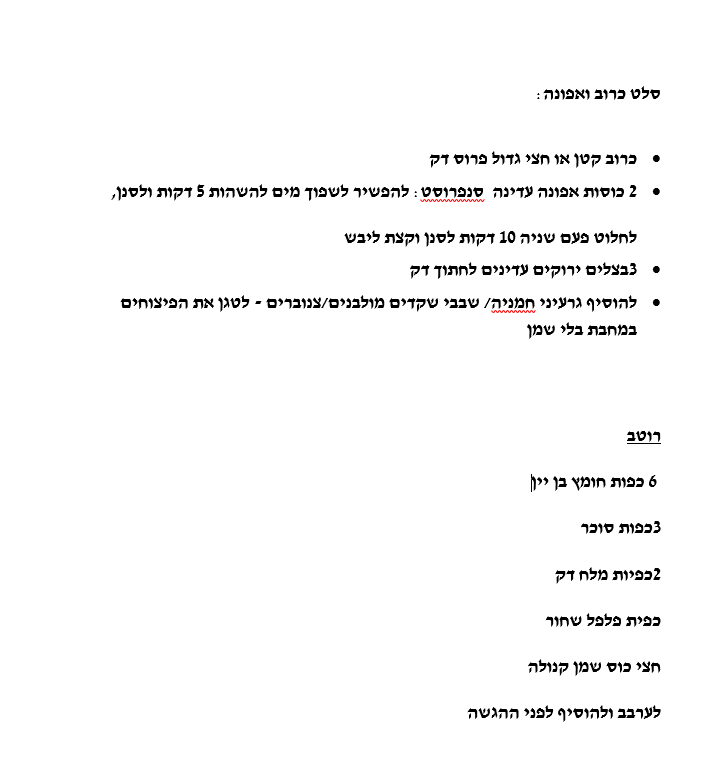 סלט כרוב ואפונה :
• כרוב קטן או חצי גדול פרוס דק
• 2 כוסות אפונה עדינה סנפרוסט : להפשיר לשפוך מים להשהות 5 דקות ולסנן,
לחלוט פעם שניה 10 דקות לסנן וקצת ליבש
• 3בצלים ירוקים עדינים לחתוך דק
• להוסיף גרעיני חמניה/ שבבי שקדים מולבנים/צנוברים - לטגן את הפיצוחים
במחבת בלי שמן
רוטב
6 כפות חומץ בן יין
3כפות סוכר
2כפיות מלח דק
כפית פלפל שחור
חצי כוס שמן קנולה
לערבב ולהוסיף לפני ההגשה